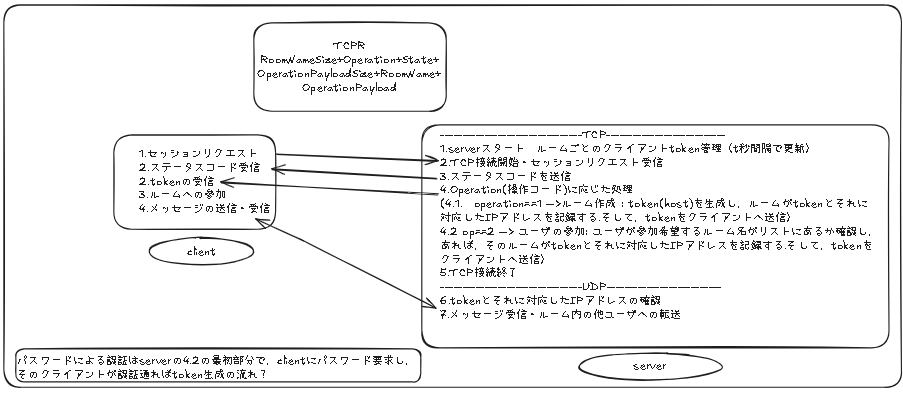 TCPR
RoomNameSize+Operation+State+
OperationPayloadSize+RoomName+
OperationPayload
1.セッションリクエスト
2.ステータスコード受信
2.tokenの受信
3.ルームへの参加
4.メッセージの送信・受信
client
-----------------------------TCP------------------------
1.serverスタート　ルームごとのクライアントtoken管理（t秒間隔で更新）
2.TCP接続開始・セッションリクエスト受信
3.ステータスコードを送信
4.Operation(操作コード)に応じた処理
(4.1.　operation==1 —>ルーム作成：token(host)を生成し，ルームがtokenとそれに
対応したIPアドレスを記録する.そして，tokenをクライアントへ送信)
4.2 op==2 —> ユーザの参加: ユーザが参加希望するルーム名がリストにあるか確認し，
あれば，そのルームがtokenとそれに対応したIPアドレスを記録する.そして，tokenを
クライアントへ送信)
5.TCP接続終了
-----------------------------UDP------------------------
6.tokenとそれに対応したIPアドレスの確認
7.メッセージ受信・ルーム内の他ユーザへの転送
server
パスワードによる認証はserverの4.2の最初部分で，clientにパスワード要求し，
そのクライアントが認証通ればtoken生成の流れ？